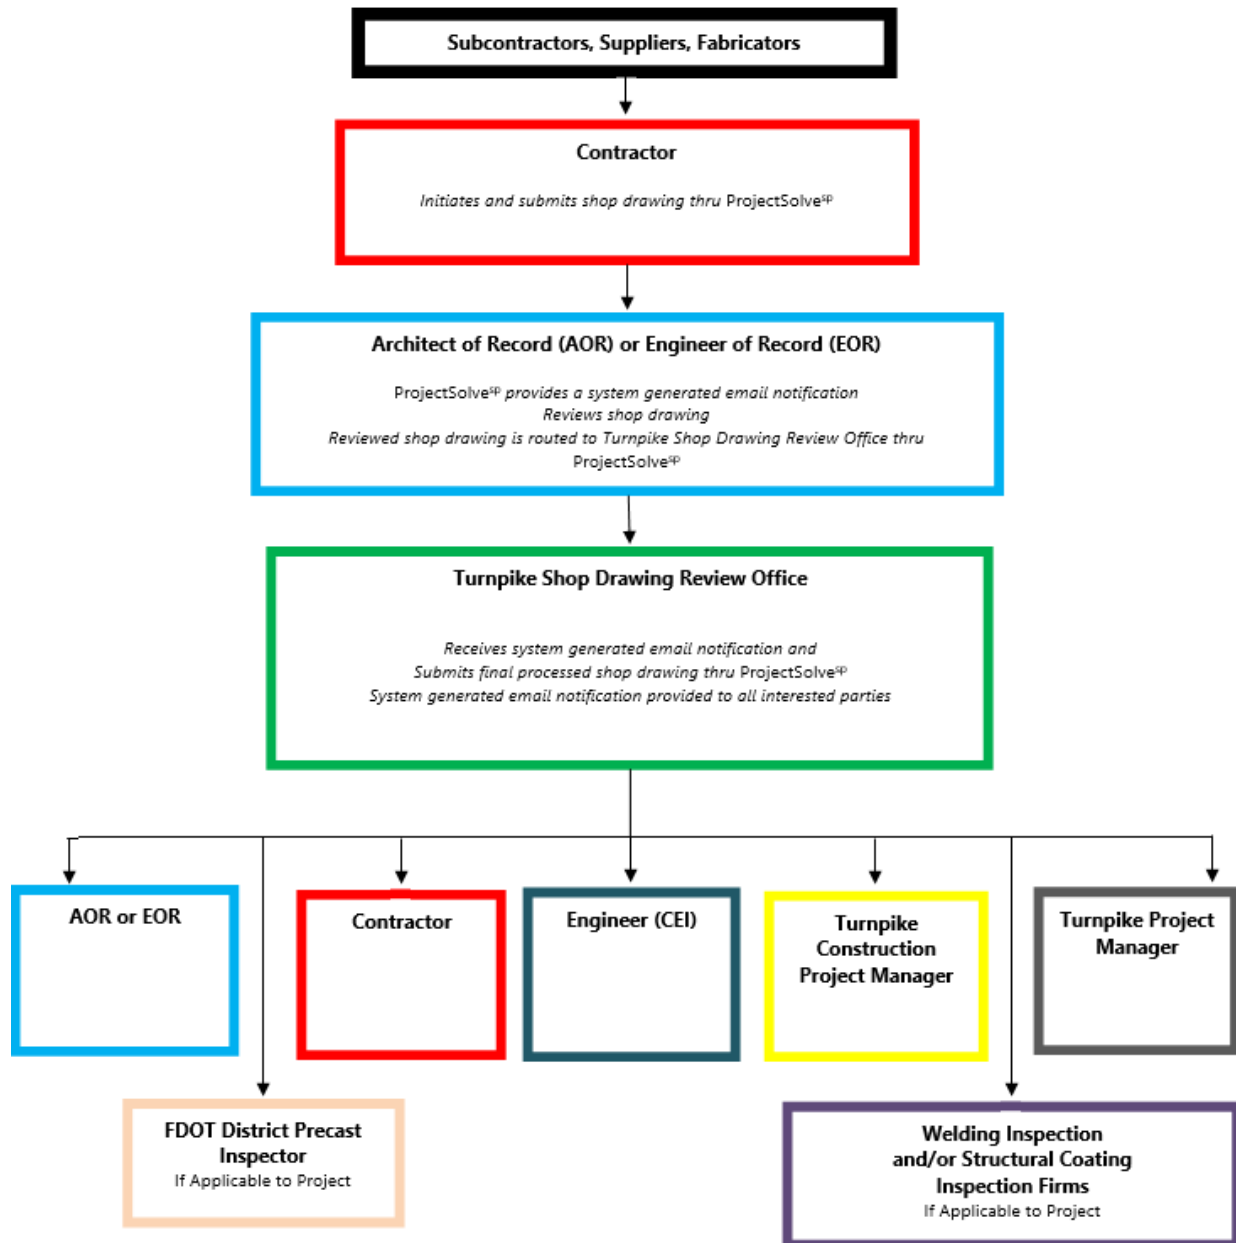 Subcontractors, Suppliers, Fabricators
Contractor
Initiates and submits shop drawing thru ProjectSolveˢᵖ
Architect of Record (AOR) or Engineer of Record (EOR)
ProjectSolveˢᵖ provides a system generated email notification
Reviews shop drawing
Reviewed shop drawing is routed to Turnpike Shop Drawing Review Office thru
ProjectSolveˢᵖ
Turnpike Shop Drawing Review Office
Receives system generated email notification and
Submits final processed shop drawing thru ProjectSolveˢᵖ
System generated email notification provided to all interested parties
AOR or EOR
Contractor
Engineer (CEI)
Turnpike
Construction
Project Manager
Turnpike Project
Manager
FDOT District Precast
Inspector
If Applicable to Project
Welding Inspection
and/or Structural Coating
Inspection Firms
If Applicable to Project